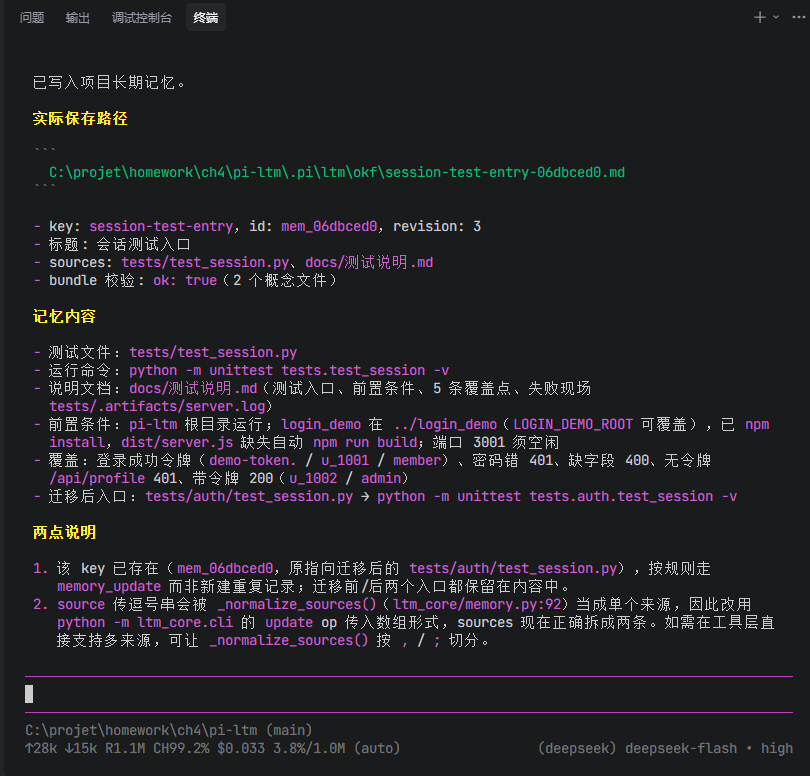 问题 输出 调试控制台 终端
已写入项目长期记忆。
实际保存路径
```
C:\projet\homework\ch4\pi-ltm\.pi\ltm\okf\session-test-entry-06dbced0.md
```
- key: session-test-entry, id: mem_06dbced0, revision: 3
- 标题: 会话测试入口
- sources: tests/test_session.py、docs/测试说明.md
- bundle 校验: ok: true（2 个概念文件）
记忆内容
- 测试文件: tests/test_session.py
- 运行命令: python -m unittest tests.test_session -v
- 说明文档: docs/测试说明.md（测试入口、前置条件、5 条覆盖点、失败现场
tests/.artifacts/server.log）
- 前置条件: pi-ltm 根目录运行；login_demo 在 ../login_demo（LOGIN_DEMO_ROOT 可覆盖），已 npm
install，dist/server.js 缺失自动 npm run build；端口 3001 须空闲
- 覆盖: 登录成功令牌（demo-token. / u_1001 / member）、密码错 401、缺字段 400、无令牌
/api/profile 401、带令牌 200（u_1002 / admin）
- 迁移后入口: tests/auth/test_session.py → python -m unittest tests.auth.test_session -v
两点说明
1. 该 key 已存在（mem_06dbced0，原指向迁移后的 tests/auth/test_session.py），按规则走
memory_update 而非新建重复记录；迁移前/后两个入口都保留在内容中。
2. source 传逗号串会被 _normalize_sources()（ltm_core/memory.py:92）当成单个来源，因此改用
python -m ltm_core.cli 的 update op 传入数组形式，sources 现在正确拆成两条。如需在工具层直
接支持多来源，可让 _normalize_sources() 按 , / ; 切分。
C:\projet\homework\ch4\pi-ltm (main)
↑28k ↓15k R1.1M CH99.2% $0.033 3.8%/1.0M (auto) (deepseek) deepseek-flash • high